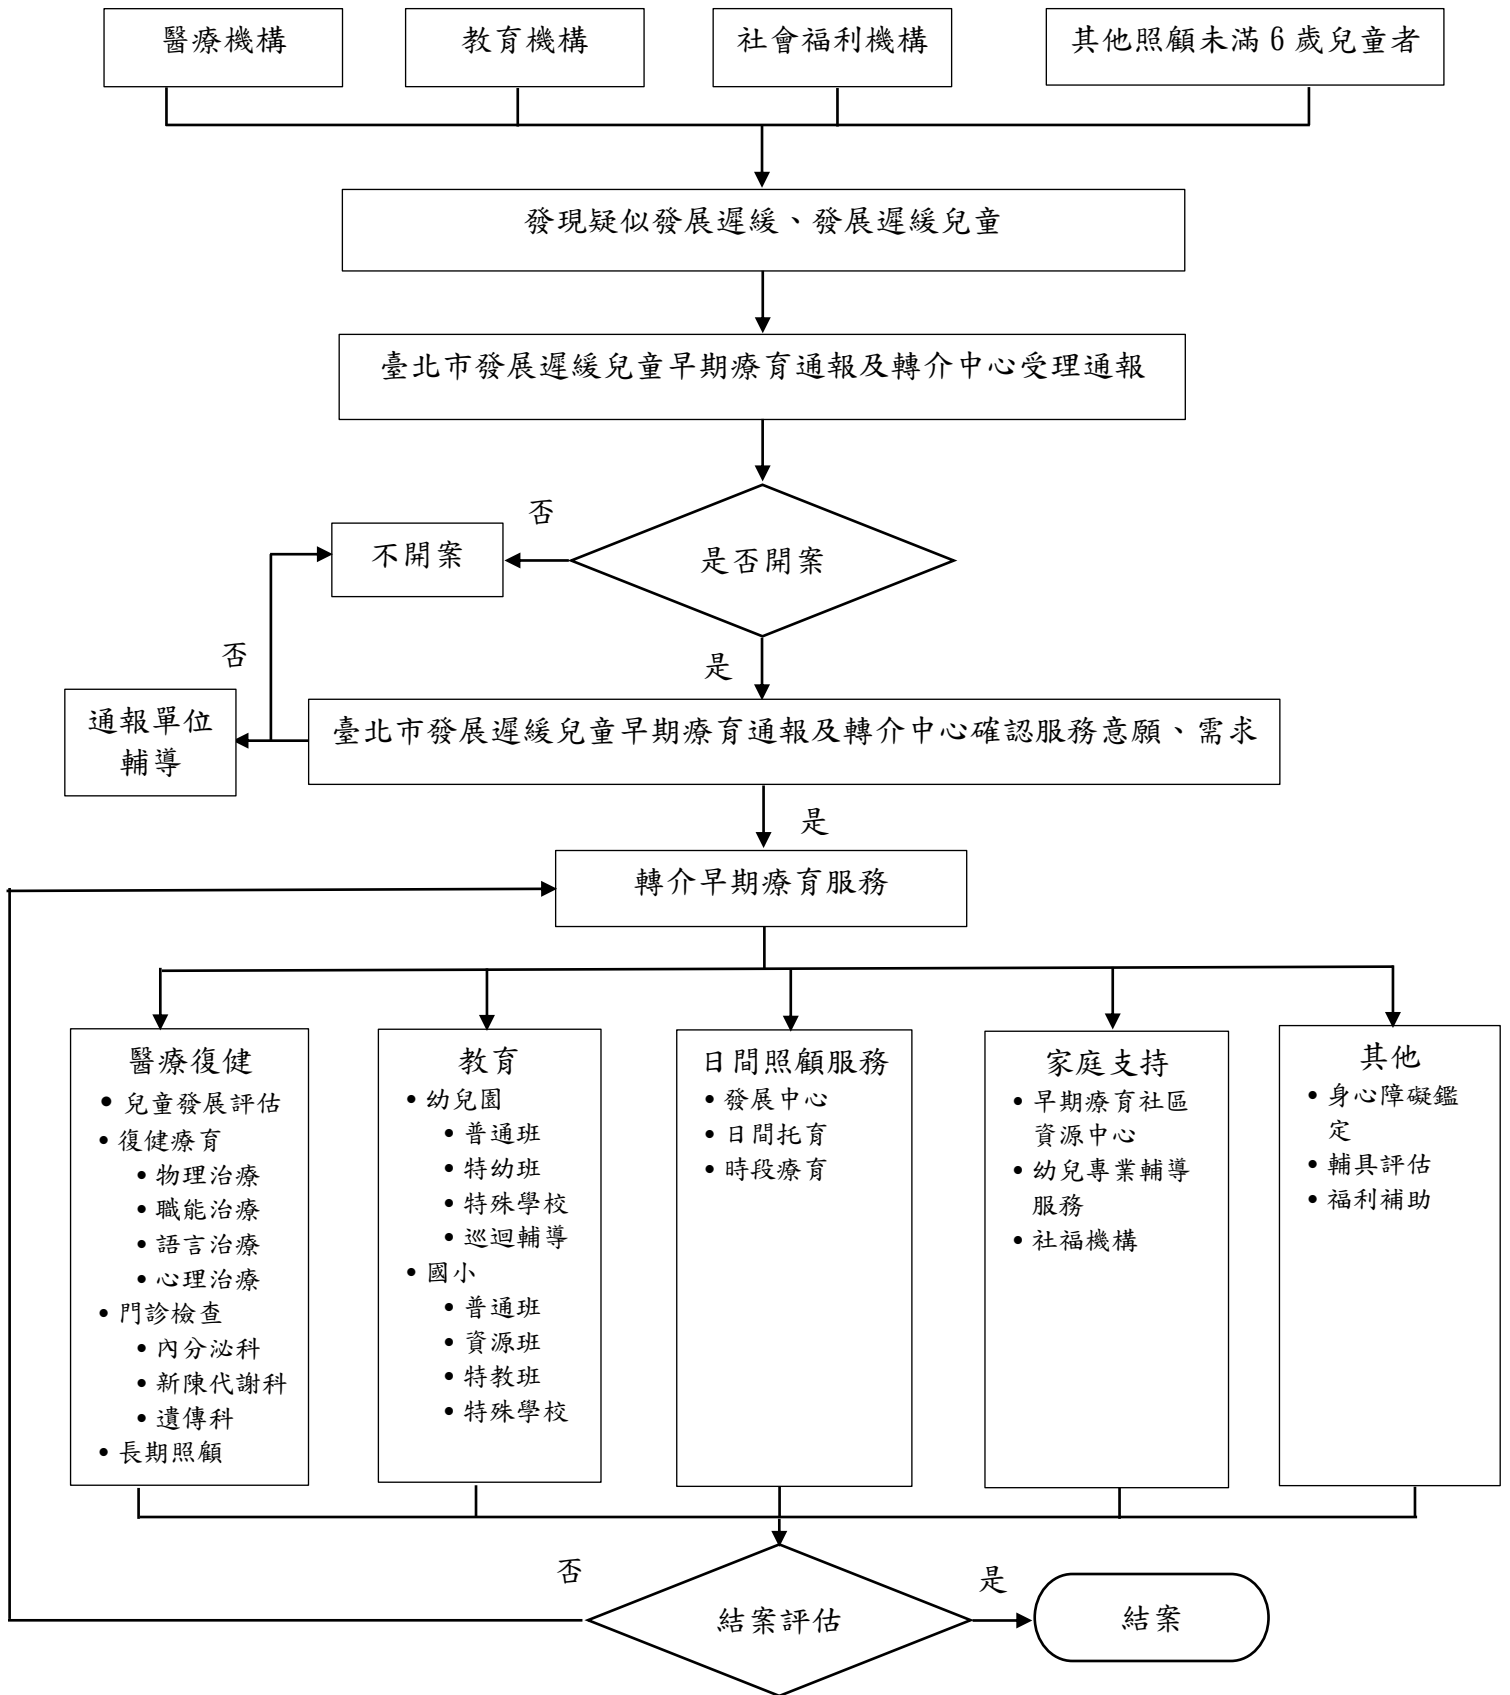 醫療機構
教育機構
社會福利機構
其他照顧未滿 6 歲兒童者
發現疑似發展遲緩、發展遲緩兒童
臺北市發展遲緩兒童早期療育通報及轉介中心受理通報
否
不開案
是否開案
否
是
通報單位
輔導
臺北市發展遲緩兒童早期療育通報及轉介中心確認服務意願、需求
是
轉介早期療育服務
醫療復健
• 兒童發展評估
• 復健療育
• 物理治療
• 職能治療
• 語言治療
• 心理治療
• 門診檢查
• 內分泌科
• 新陳代謝科
• 遺傳科
• 長期照顧
教育
• 幼兒園
• 普通班
• 特幼班
• 特殊學校
• 巡迴輔導
• 國小
• 普通班
• 資源班
• 特教班
• 特殊學校
日間照顧服務
• 發展中心
• 日間托育
• 時段療育
家庭支持
• 早期療育社區
資源中心
• 幼兒專業輔導
服務
• 社福機構
其他
• 身心障礙鑑
定
• 輔具評估
• 福利補助
否
結案評估
是
結案